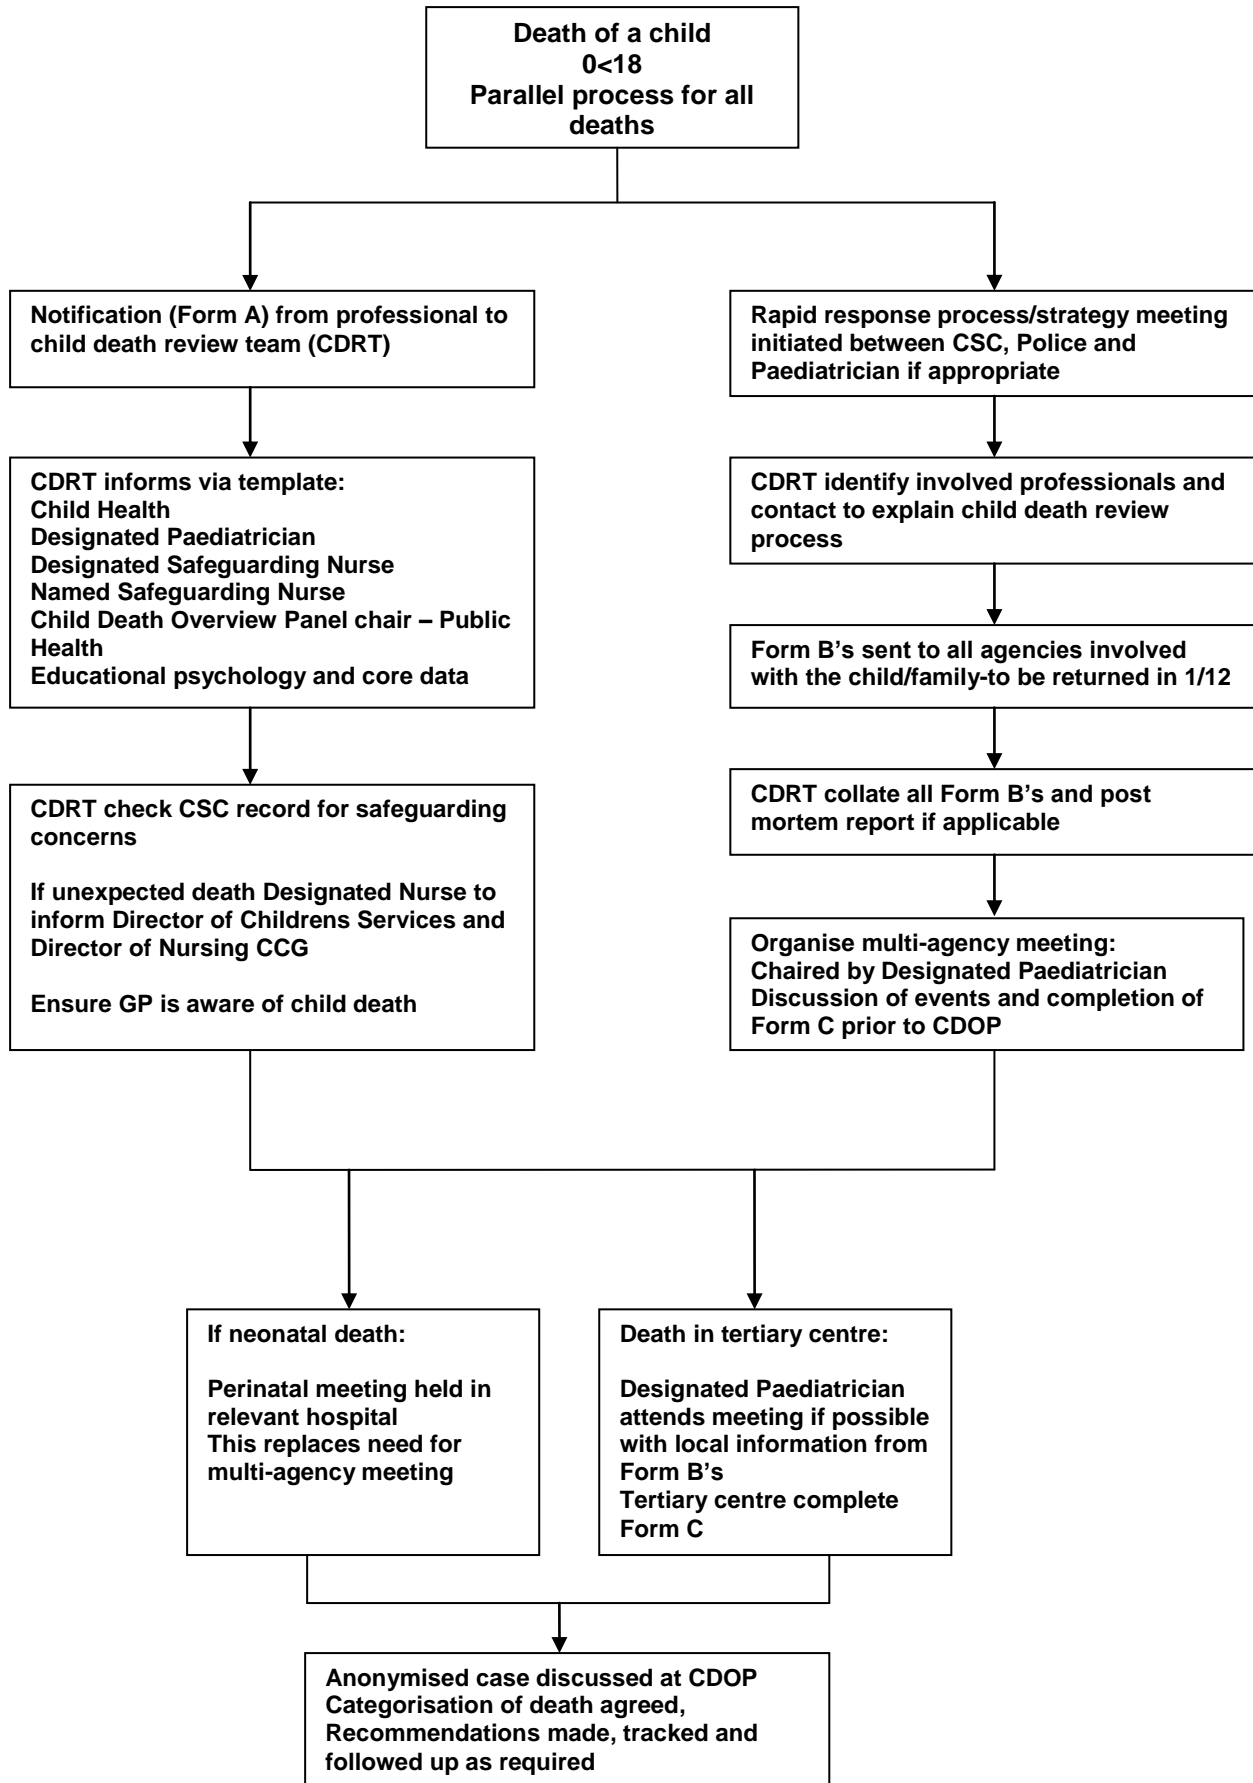 Death of a child
0<18
Parallel process for all
deaths
Notification (Form A) from professional to
child death review team (CDRT)
CDRT informs via template:
Child Health
Designated Paediatrician
Designated Safeguarding Nurse
Named Safeguarding Nurse
Child Death Overview Panel chair – Public
Health
Educational psychology and core data
CDRT check CSC record for safeguarding
concerns
If unexpected death Designated Nurse to
inform Director of Childrens Services and
Director of Nursing CCG
Ensure GP is aware of child death
Rapid response process/strategy meeting
initiated between CSC, Police and
Paediatrician if appropriate
CDRT identify involved professionals and
contact to explain child death review
process
Form B’s sent to all agencies involved
with the child/family-to be returned in 1/12
CDRT collate all Form B’s and post
mortem report if applicable
Organise multi-agency meeting:
Chaired by Designated Paediatrician
Discussion of events and completion of
Form C prior to CDOP
If neonatal death:
Perinatal meeting held in
relevant hospital
This replaces need for
multi-agency meeting
Death in tertiary centre:
Designated Paediatrician
attends meeting if possible
with local information from
Form B’s
Tertiary centre complete
Form C
Anonymised case discussed at CDOP
Categorisation of death agreed,
Recommendations made, tracked and
followed up as required